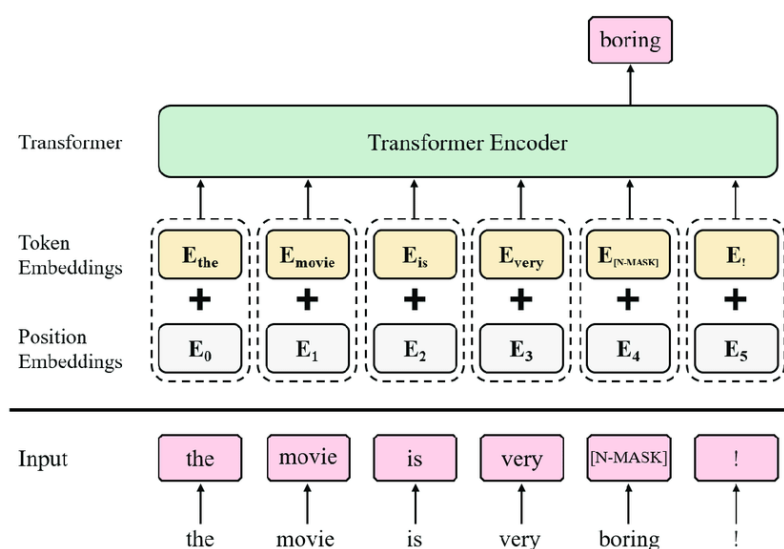 boring
Transformer Transformer Encoder
Token Embeddings E_the E_movie E_is E_very E_[N-MASK] E_!
+ + + + + +
Position Embeddings E_0 E_1 E_2 E_3 E_4 E_5
Input the movie is very [N-MASK] !
the movie is very boring !